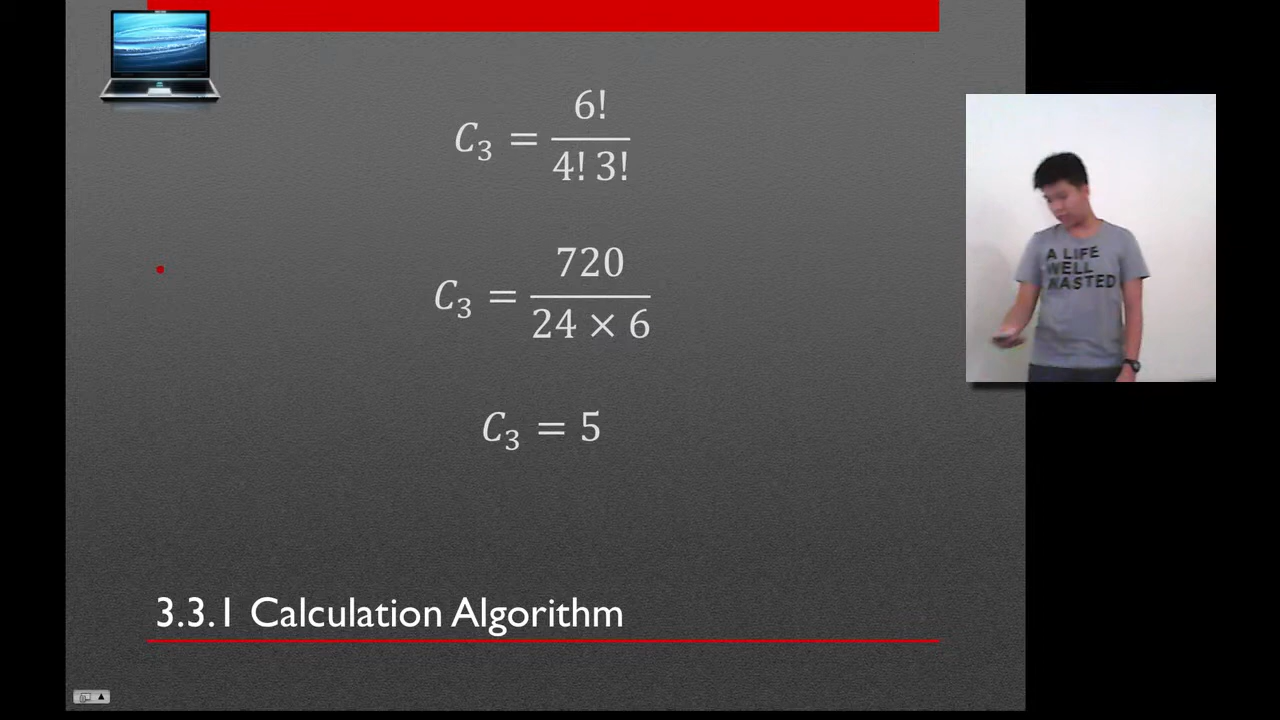 C₃ = 6! / 4! 3!
C₃ = 720 / 24 × 6
C₃ = 5
3.3.1 Calculation Algorithm
A LIFE
WELL
WASTED